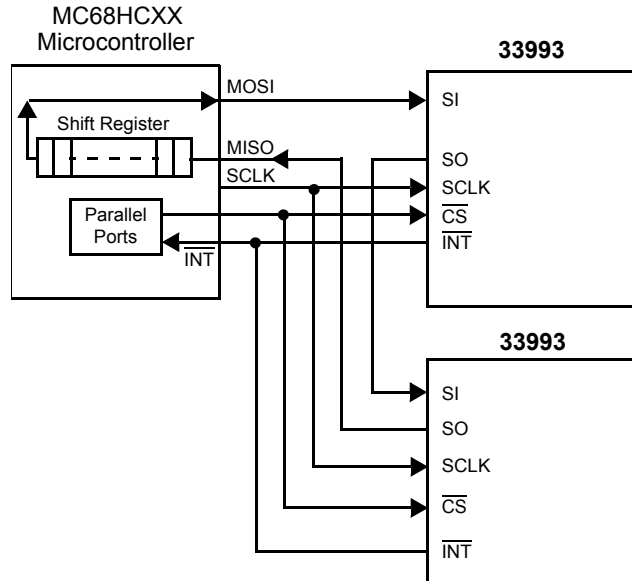 MC68HCXX
Microcontroller
33993
MOSI
SI
Shift Register
MISO
SO
SCLK
SCLK
Parallel
Ports
CS
INT
INT
33993
SI
SO
SCLK
CS
INT